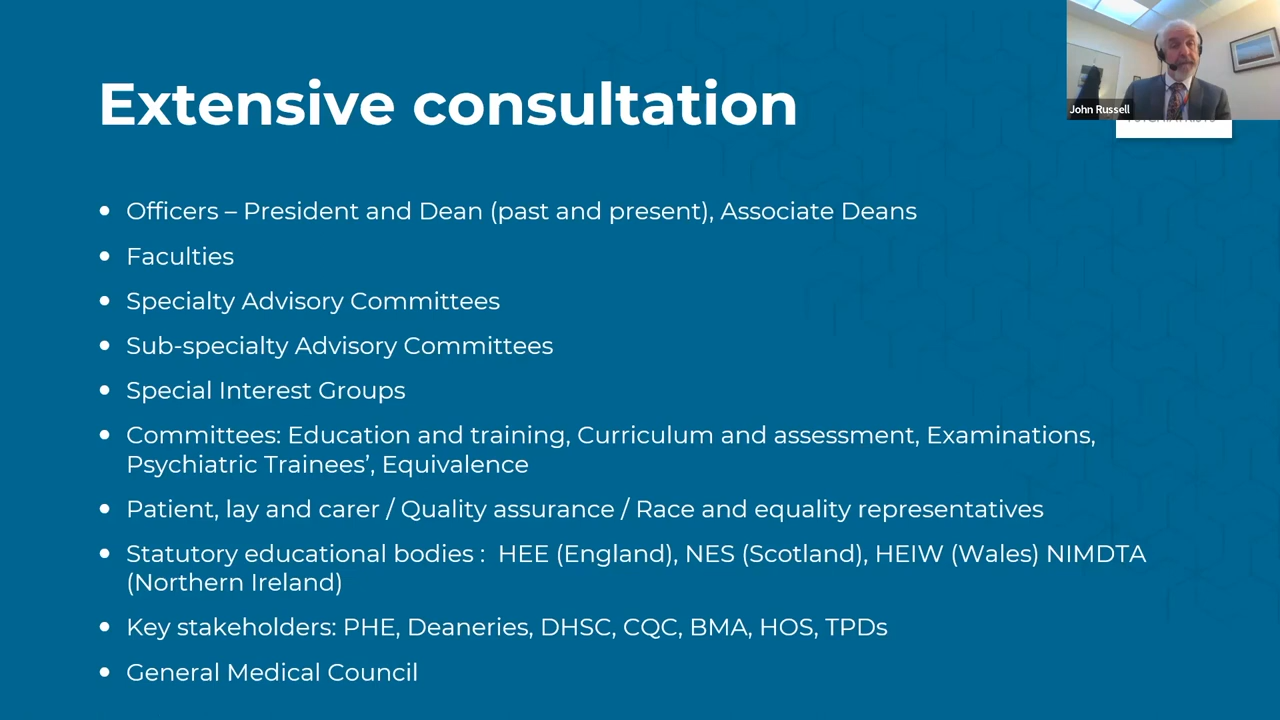 Extensive consultation
John Russell
• Officers – President and Dean (past and present), Associate Deans
• Faculties
• Specialty Advisory Committees
• Sub-specialty Advisory Committees
• Special Interest Groups
• Committees: Education and training, Curriculum and assessment, Examinations,
Psychiatric Trainees’, Equivalence
• Patient, lay and carer / Quality assurance / Race and equality representatives
• Statutory educational bodies :  HEE (England), NES (Scotland), HEIW (Wales) NIMDTA
(Northern Ireland)
• Key stakeholders: PHE, Deaneries, DHSC, CQC, BMA, HOS, TPDs
• General Medical Council